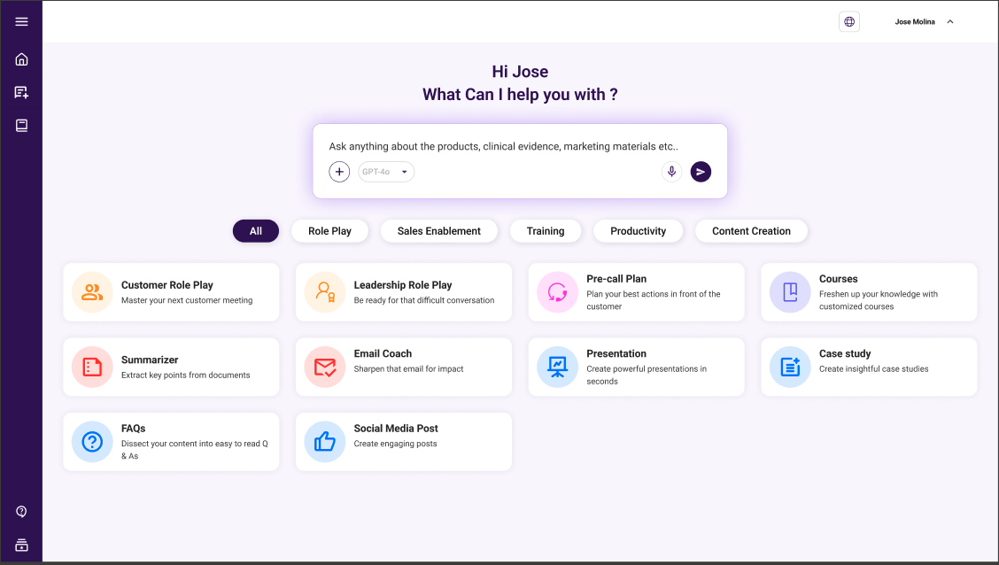 Jose Molina
Hi Jose
What Can I help you with ?
Ask anything about the products, clinical evidence, marketing materials etc..
GPT-4o
All
Role Play
Sales Enablement
Training
Productivity
Content Creation
Customer Role Play
Master your next customer meeting
Leadership Role Play
Be ready for that difficult conversation
Pre-call Plan
Plan your best actions in front of the
customer
Courses
Freshen up your knowledge with
customized courses
Summarizer
Extract key points from documents
Email Coach
Sharpen that email for impact
Presentation
Create powerful presentations in
seconds
Case study
Create insightful case studies
FAQs
Dissect your content into easy to read Q
& As
Social Media Post
Create engaging posts